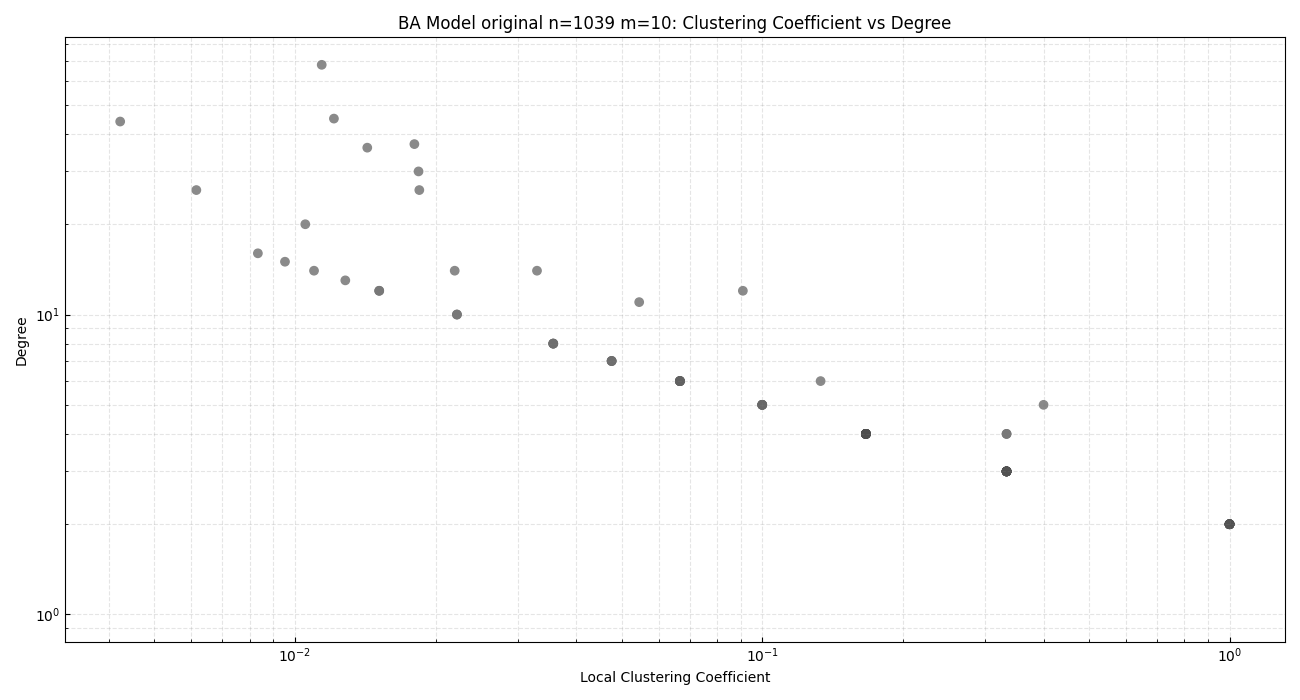 BA Model original n=1039 m=10: Clustering Coefficient vs Degree
Degree
10¹
10⁰
10⁻²
10⁻¹
10⁰
Local Clustering Coefficient